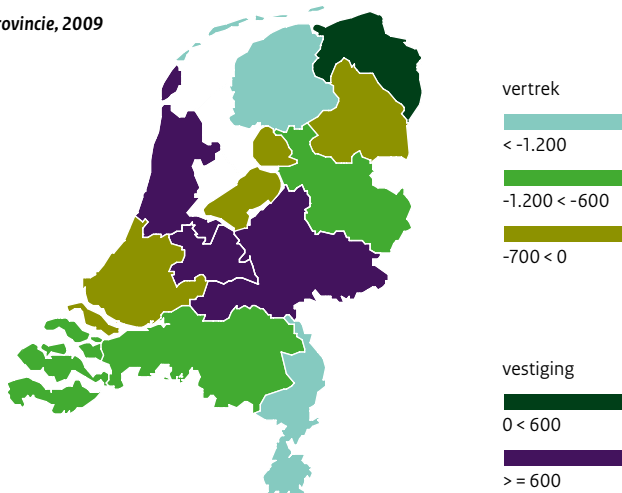 rovincie, 2009
vertrek
< -1.200
-1.200 < -600
-700 < 0
vestiging
0 < 600
> = 600